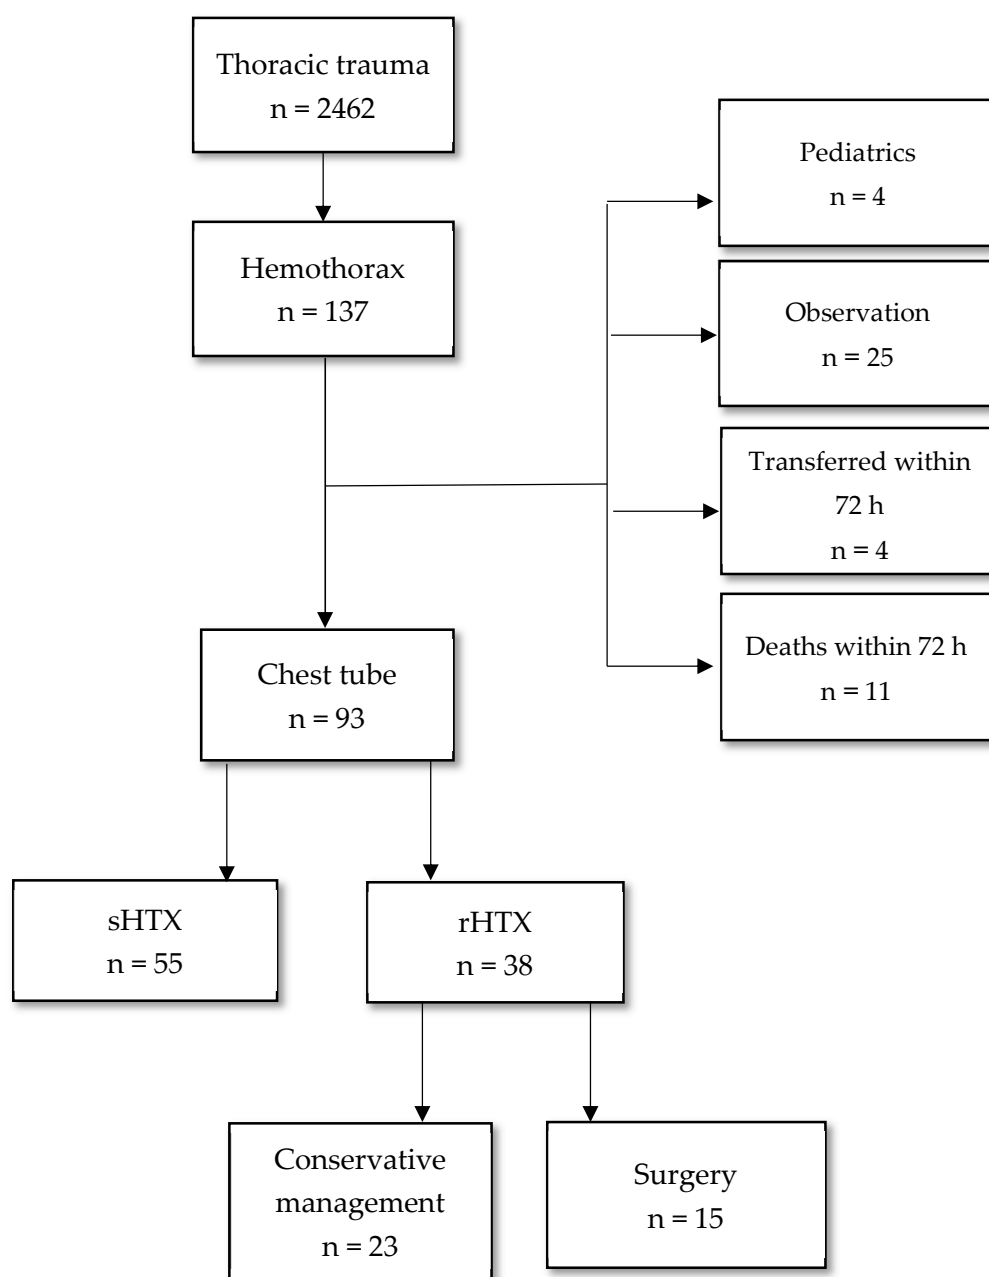 Thoracic trauma
n = 2462
Hemothorax
n = 137
Pediatrics
n = 4
Observation
n = 25
Transferred within
72 h
n = 4
Deaths within 72 h
n = 11
Chest tube
n = 93
sHTX
n = 55
rHTX
n = 38
Conservative
management
n = 23
Surgery
n = 15